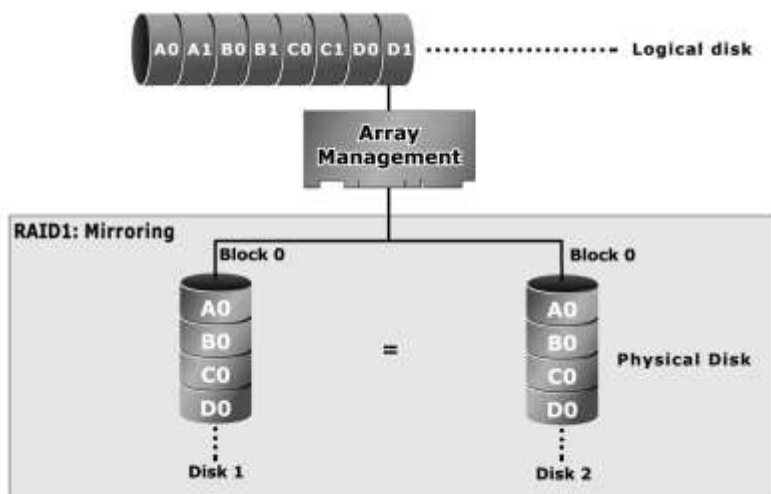 A0 A1 B0 B1 C0 C1 D0 D1
Logical disk
Array
Management
RAID1: Mirroring
Block 0
Block 0
A0
B0
C0
D0
=
A0
B0
C0
D0
Physical Disk
Disk 1
Disk 2